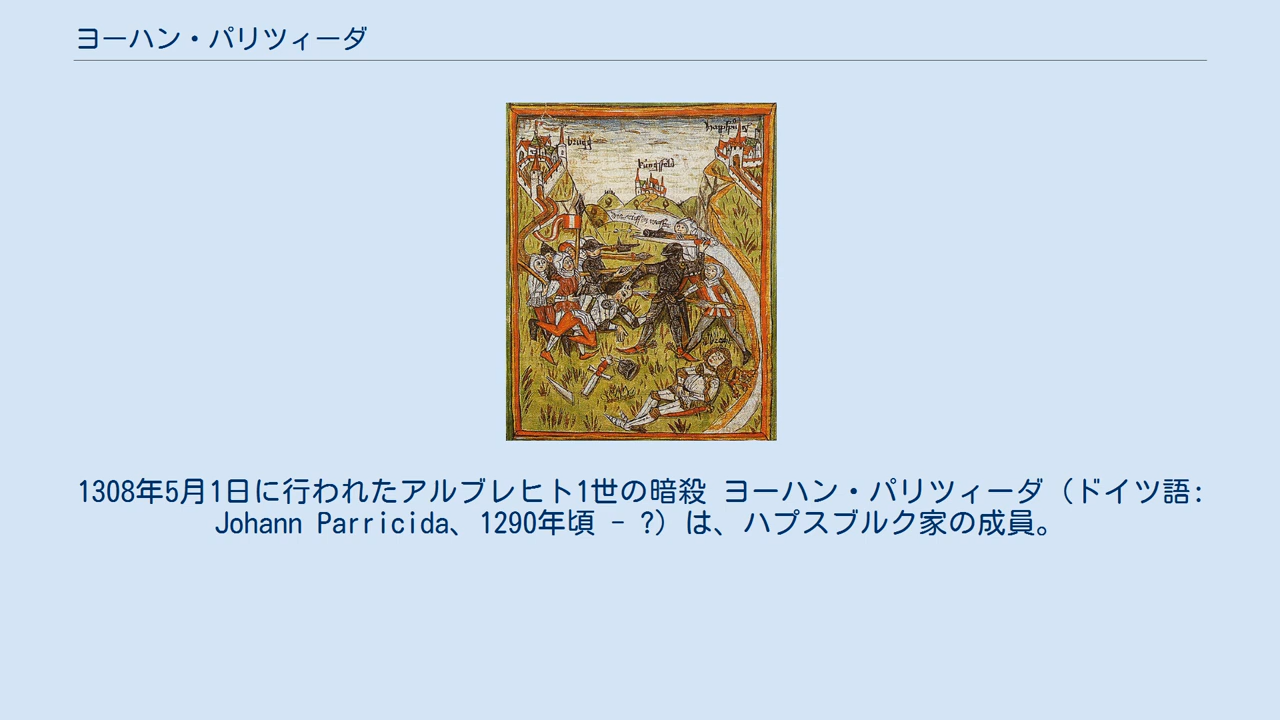 ヨーハン・パリツィーダ
brugg
1308年5月1日に行われたアルブレヒト1世の暗殺 ヨーハン・パリツィーダ（ドイツ語:
Johann Parricida、1290年頃 - ?）は、ハプスブルク家の成員。